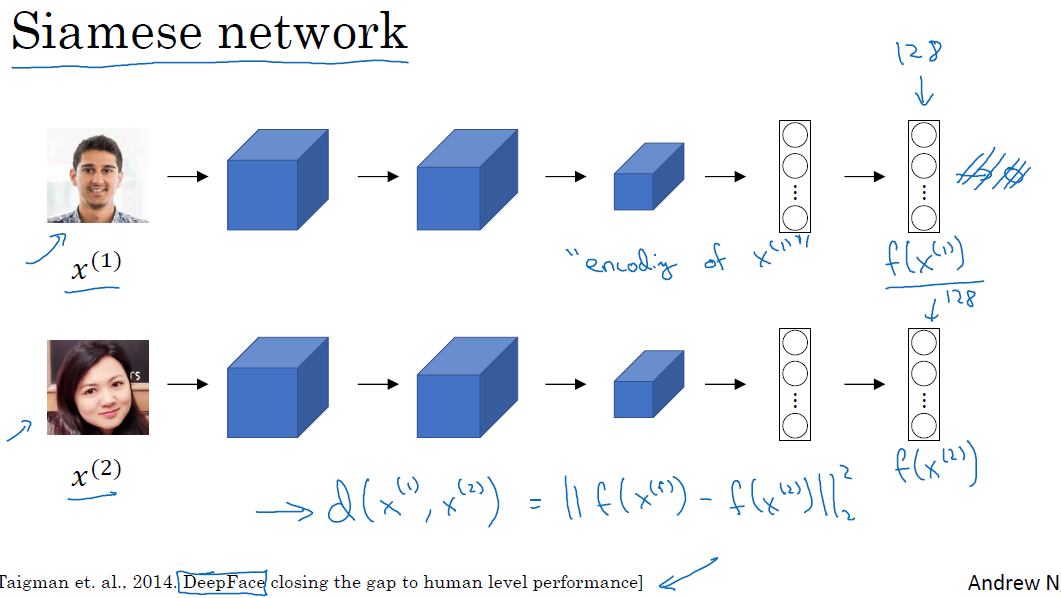 Siamese network
128
x⁽¹⁾
"encoding of x⁽¹⁾"
f(x⁽¹⁾)
128
rs
x⁽²⁾
f(x⁽²⁾)
d(x⁽¹⁾, x⁽²⁾) = || f(x⁽¹⁾) - f(x⁽²⁾) ||₂²
Taigman et. al., 2014. DeepFace closing the gap to human level performance]
Andrew N